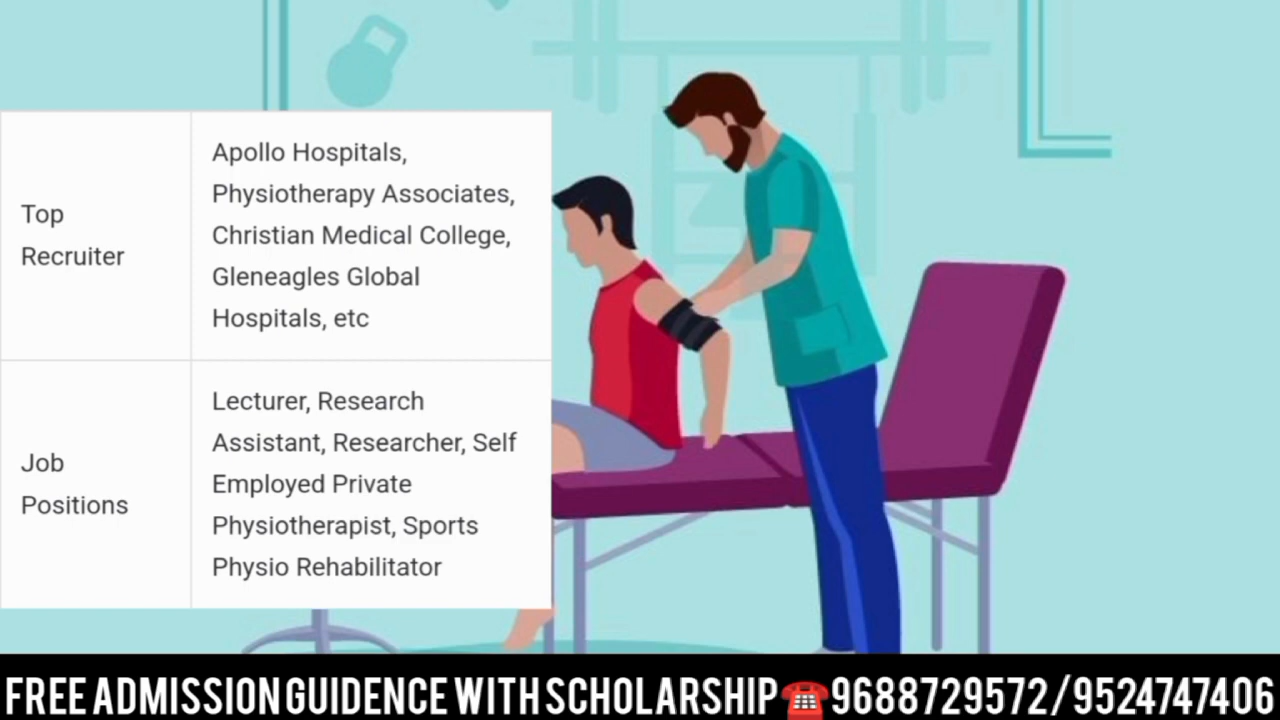 Top
Recruiter
Apollo Hospitals,
Physiotherapy Associates,
Christian Medical College,
Gleneagles Global
Hospitals, etc
Job
Positions
Lecturer, Research
Assistant, Researcher, Self
Employed Private
Physiotherapist, Sports
Physio Rehabilitator
FREE ADMISSION GUIDENCE WITH SCHOLARSHIP ☎️9688729572/9524747406